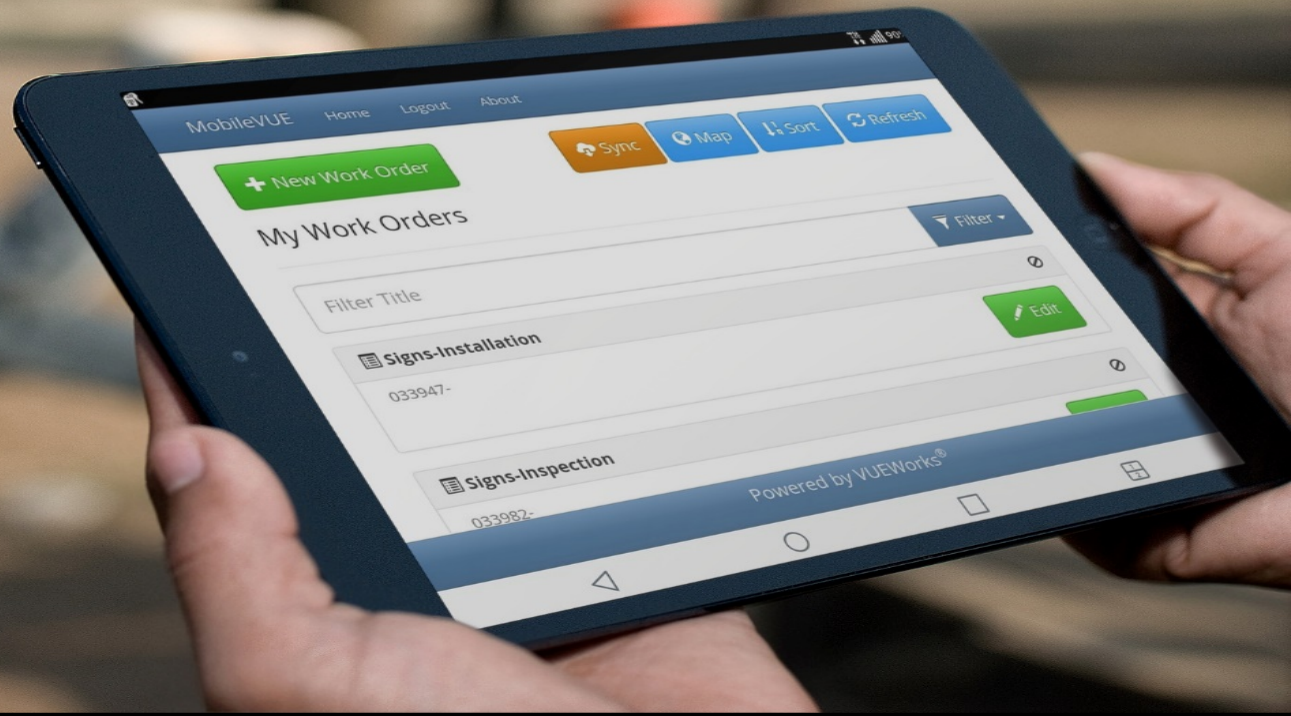 90%
MobileVUE Home Logout About
New Work Order
Sync Map Sort Refresh
My Work Orders
Filter Title
Filter
Signs-Installation
033947-
Edit
Signs-Inspection
033982-
Powered by VUEWorks®